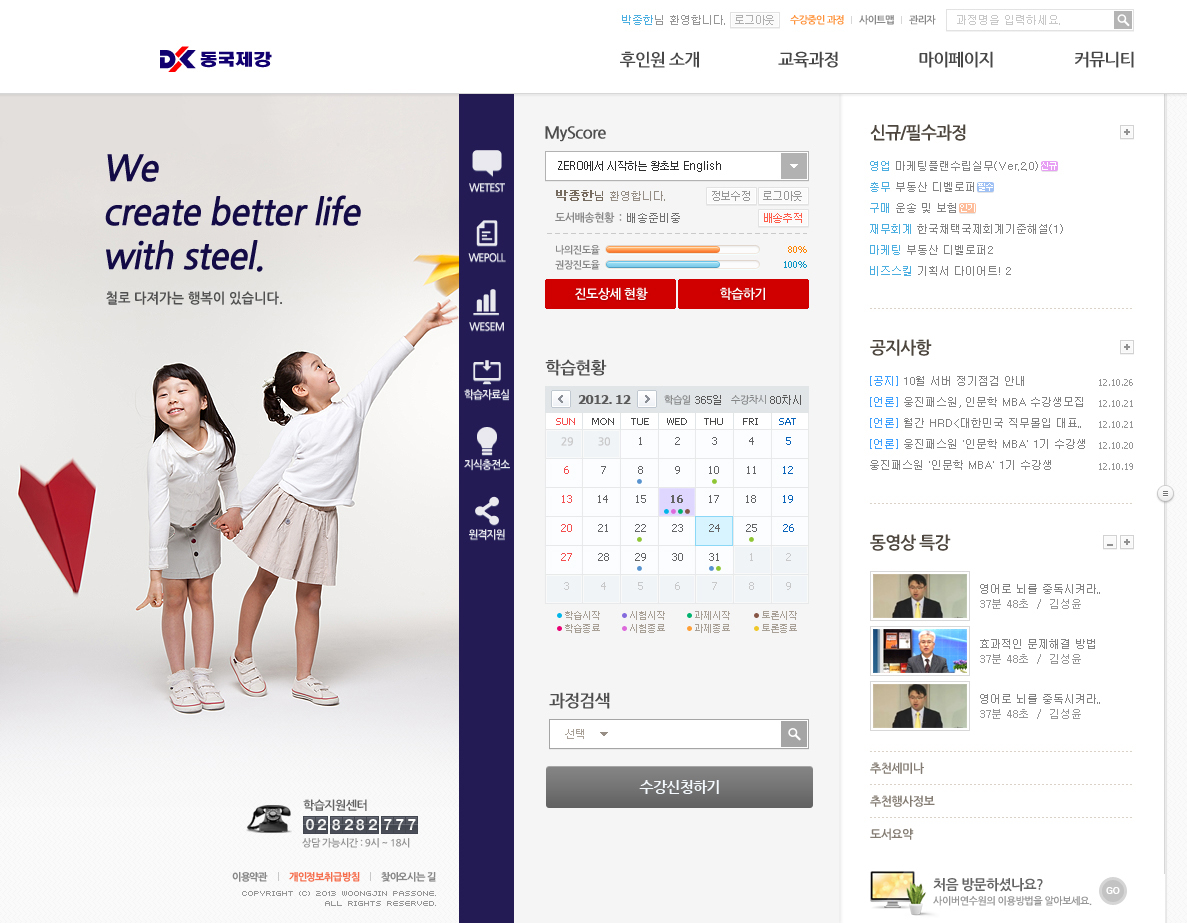 박종한님 환영합니다. 로그아웃 수강중인 과정 사이트맵 관리자 과정명을 입력하세요.
DK 동국제강
후인원 소개 교육과정 마이페이지 커뮤니티
We
create better life
with steel.
철로 다져가는 행복이 있습니다.
학습지원센터
02 8282 777
상담 가능시간 : 9시 ~ 18시
이용약관 개인정보취급방침 찾아오시는 길
COPYRIGHT (C) 2013 WOONGJIN PASSONE.
ALL RIGHTS RESERVED.
WETEST
WEPOLL
WESEM
학습자료실
지식충전소
원격지원
MyScore
ZERO에서 시작하는 왕초보 English
박종한님 환영합니다. 정보수정 로그아웃
도서배송현황 : 배송준비중 배송추적
나의진도율 80%
권장진도율 100%
진도상세 현황 학습하기
학습현황
2012. 12 학습일 365일 수강차시 80차시
SUN MON TUE WED THU FRI SAT
29 30 1 2 3 4 5
6 7 8 9 10 11 12
13 14 15 16 17 18 19
20 21 22 23 24 25 26
27 28 29 30 31 1 2
3 4 5 6 7 8 9
학습시작 시험시작 과제시작 토론시작
학습종료 시험종료 과제종료 토론종료
과정검색
선택
수강신청하기
신규/필수과정
영업 마케팅플랜수립실무(Ver.2.0) 신규
총무 부동산 디벨로퍼 필수
구매 운송 및 보험 인기
재무회계 한국채택국제회계기준해설(1)
마케팅 부동산 디벨로퍼2
비즈스킬 기획서 다이어트! 2
공지사항
[공지] 10월 서버 정기점검 안내 12.10.26
[언론] 웅진패스원, 인문학 MBA 수강생모집 12.10.21
[언론] 월간 HRD<대한민국 직무몰입 대표.. 12.10.21
[언론] 웅진패스원 '인문학 MBA' 1기 수강생 12.10.20
웅진패스원 '인문학 MBA' 1기 수강생 12.10.19
동영상 특강
영어로 뇌를 중독시켜라..
37분 48초 / 김성윤
효과적인 문제해결 방법
37분 48초 / 김성윤
영어로 뇌를 중독시켜라..
37분 48초 / 김성윤
추천세미나
추천행사정보
도서요약
처음 방문하셨나요?
사이버연수원의 이용방법을 알아보세요.
GO